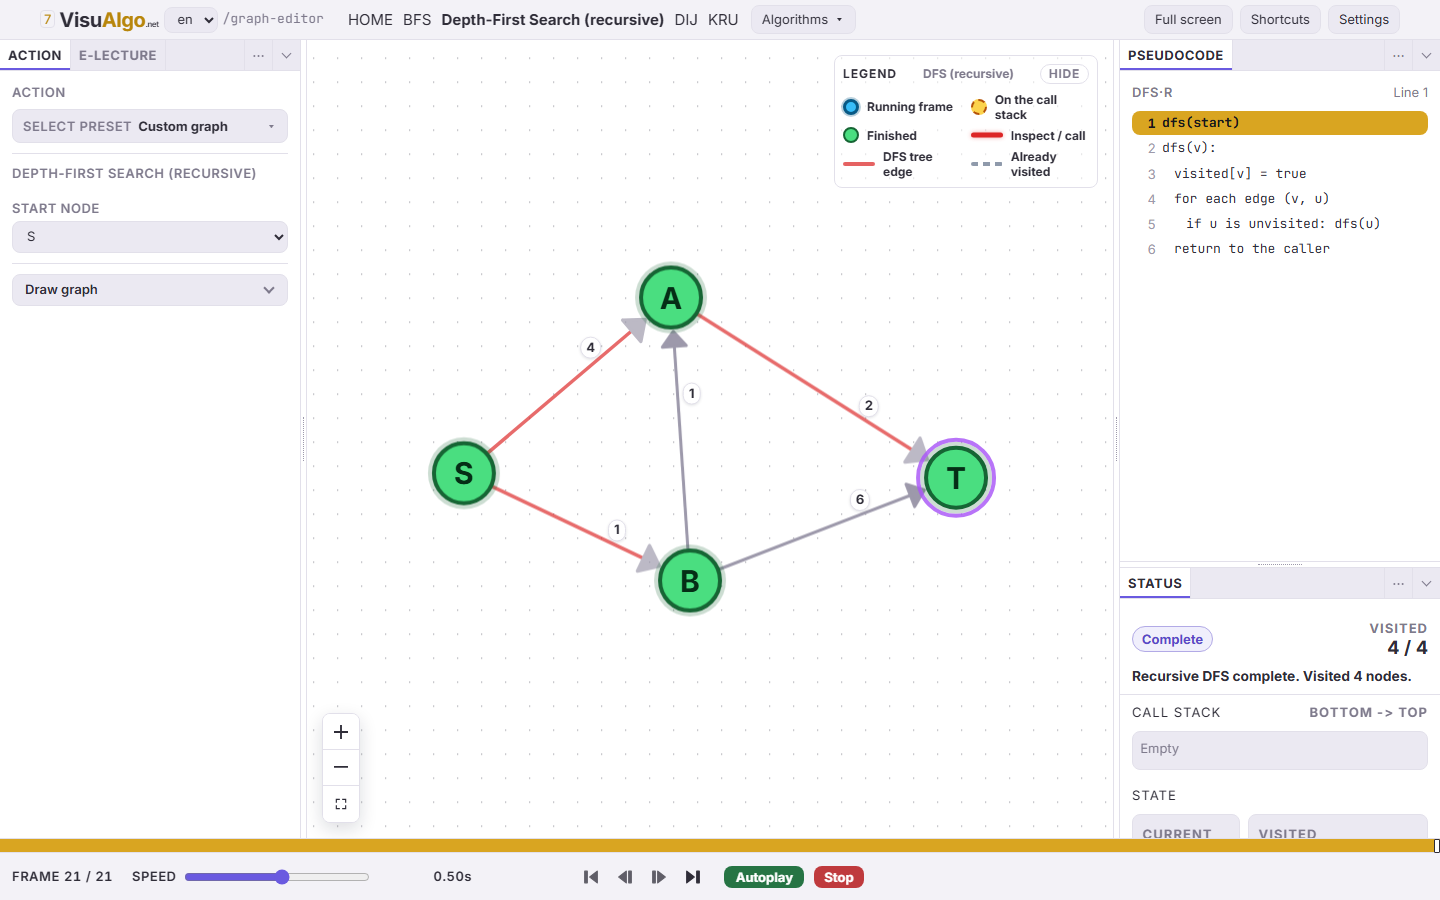 7 VisuAlgo.net en /graph-editor HOME BFS Depth-First Search (recursive) DIJ KRU Algorithms Full screen Shortcuts Settings
ACTION E-LECTURE
ACTION
SELECT PRESET Custom graph
DEPTH-FIRST SEARCH (RECURSIVE)
START NODE
S
Draw graph
LEGEND DFS (recursive) HIDE
Running frame
On the call stack
Finished
Inspect / call
DFS tree edge
Already visited
A
4
1
2
S
T
6
1
B
PSEUDOCODE
DFS·R Line 1
1 dfs(start)
2 dfs(v):
3 visited[v] = true
4 for each edge (v, u)
5 if u is unvisited: dfs(u)
6 return to the caller
STATUS
Complete
VISITED
4 / 4
Recursive DFS complete. Visited 4 nodes.
CALL STACK BOTTOM -> TOP
Empty
STATE
CURRENT VISITED
FRAME 21 / 21 SPEED 0.50s Autoplay Stop